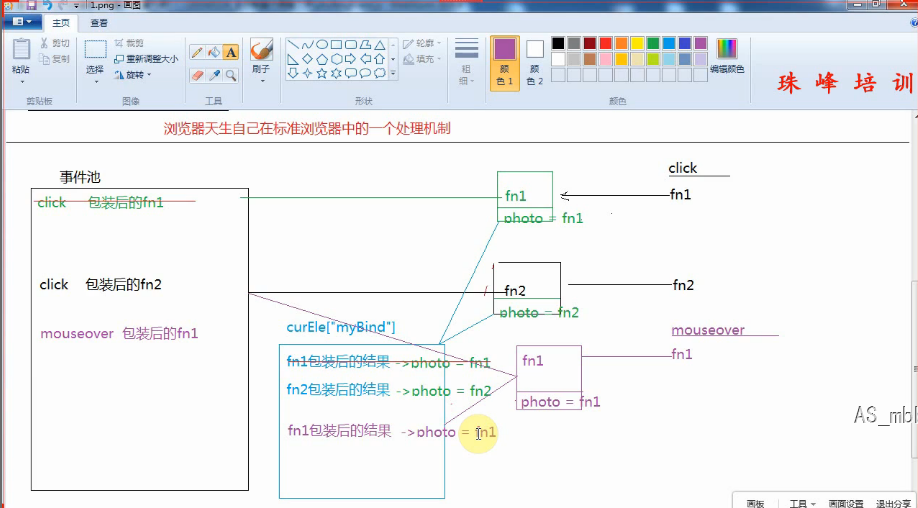 1.png - 画图
主页 查看
粘贴
剪切
复制
剪贴板
选择
裁剪
重新调整大小
旋转
图像
A
工具
刷子
形状
轮廓
填充
粗细
颜色 1
颜色 2
颜色
编辑颜色
珠峰培训
浏览器天生自己在标准浏览器中的一个处理机制
事件池
click 包装后的fn1
click 包装后的fn2
mouseover 包装后的fn1
curEle["myBind"]
fn1包装后的结果 ->photo = fn1
fn2包装后的结果 ->photo = fn2
fn1包装后的结果 ->photo = fn1
fn1
photo = fn1
click
fn1
fn2
photo = fn2
fn2
fn1
photo = fn1
mouseover
fn1
画板 工具 画面设置 退出分享